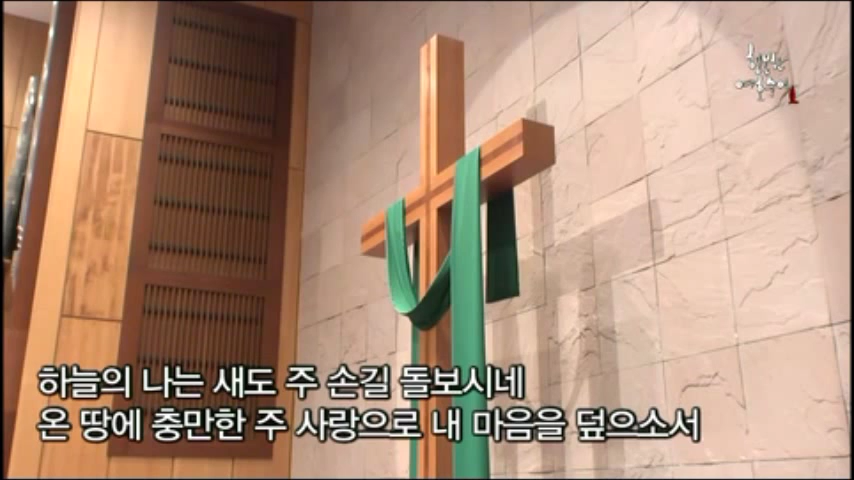 하늘의 나는 새도 주 손길 돌보시네
온 땅에 충만한 주 사랑으로 내 마음을 덮으소서